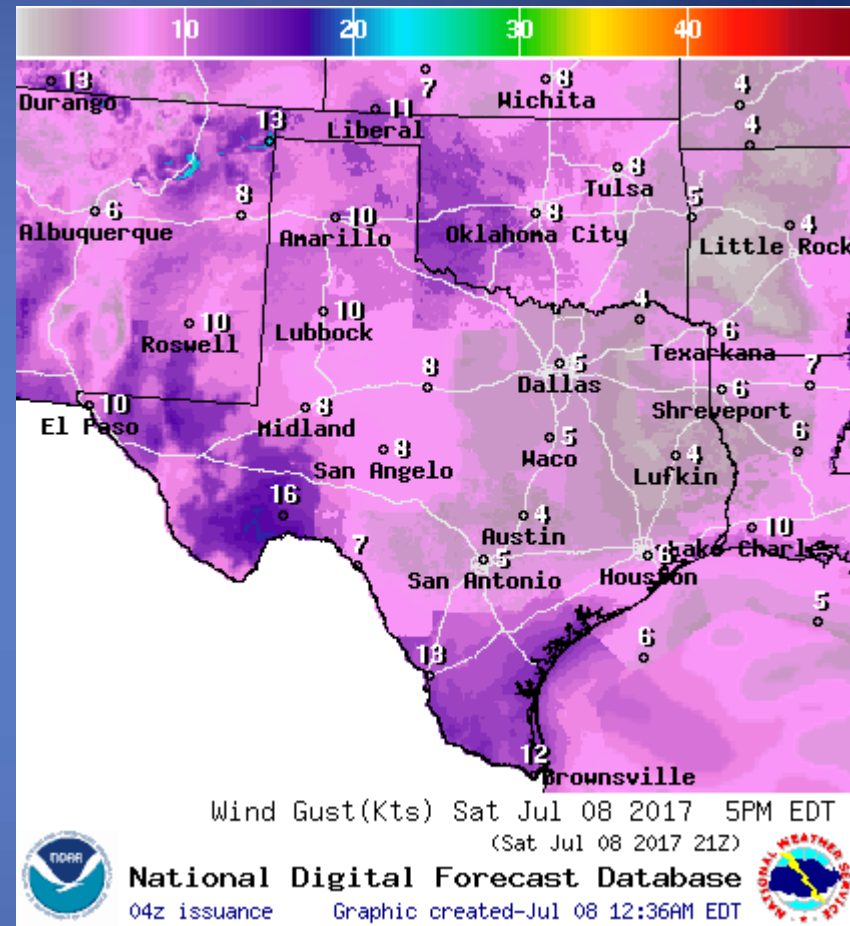 10 20 30 40
13 7 8 4
Durango Wichita
11
Liberal
13 4
8
Tulsa
6 8 10 8 5 4
Albuquerque Amarillo Oklahoma City Little Rock
10 10 4 6
Roswell Lubbock Texarkana
8 5 6 7
Dallas Shreveport
10 8
El Paso Midland
8 5 4 6
San Angelo Waco Lufkin
16 4 10
Austin Lake Charles
7 5 6
San Antonio Houston
5
6
13
12
Brownsville
Wind Gust(Kts) Sat Jul 08 2017 5PM EDT
(Sat Jul 08 2017 21Z)
National Digital Forecast Database
04z issuance Graphic created-Jul 08 12:36AM EDT
NOAA
NATIONAL WEATHER SERVICE